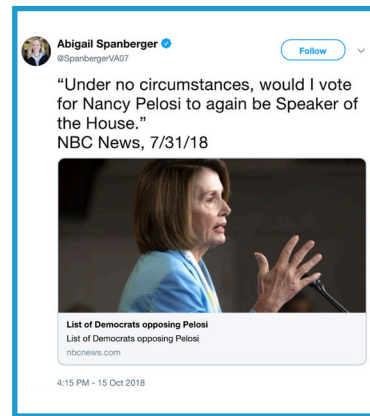 Abigail Spanberger
@SpanbergerVA07
Follow
“Under no circumstances, would I vote
for Nancy Pelosi to again be Speaker of
the House.”
NBC News, 7/31/18
List of Democrats opposing Pelosi
List of Democrats opposing Pelosi
nbcnews.com
4:15 PM - 15 Oct 2018